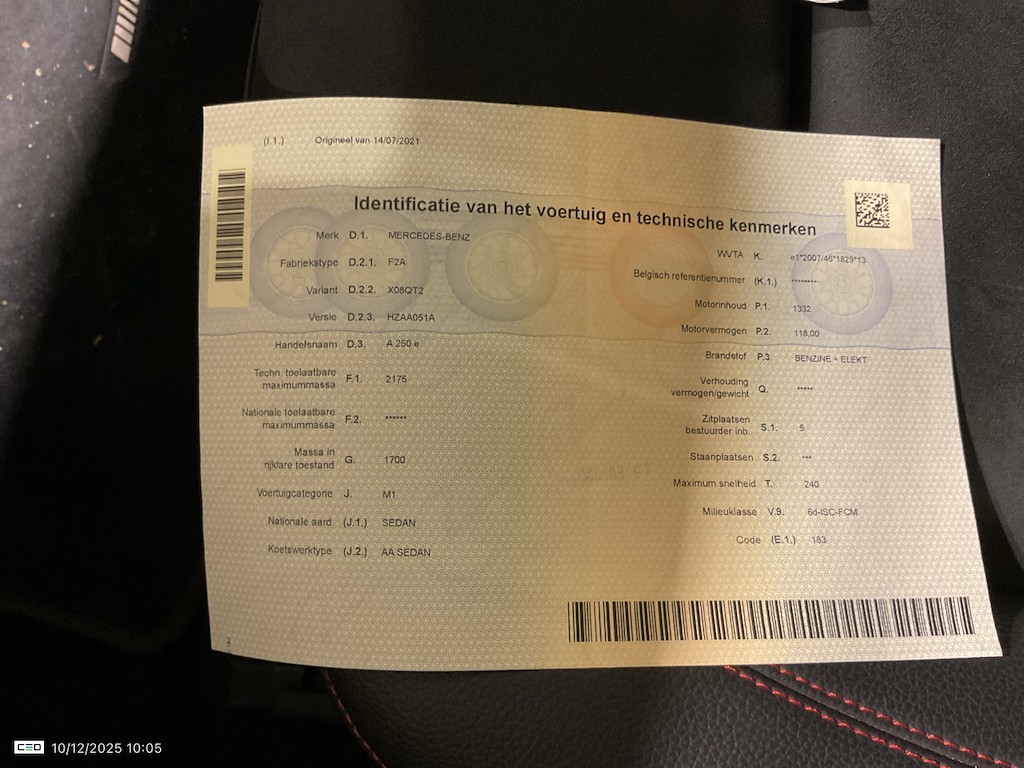 (I.1.) Origineel van 14/07/2021
Identificatie van het voertuig en technische kenmerken
Merk D.1. MERCEDES-BENZ
Fabriekstype D.2.1. F2A
Variant D.2.2. X08QT2
Versie D.2.3. HZAA051A
Handelsnaam D.3. A 250 e
Techn. toelaatbare
maximummassa F.1. 2175
Nationale toelaatbare
maximummassa F.2. ******
Massa in
rijklare toestand G. 1700
Voertuigcategorie J. M1
Nationale aard (J.1.) SEDAN
Koetswerktype (J.2.) AA SEDAN
WVTA K. e1*2007/46*1829*13
Belgisch referentienummer (K.1.) ********
Motorinhoud P.1. 1332
Motorvermogen P.2. 118.00
Brandstof P.3. BENZINE + ELEKT
Verhouding
vermogen/gewicht Q. *****
Zitplaatsen
bestuurder inb. S.1. 5
Staanplaatsen S.2. ***
Maximum snelheid T. 240
Milieuklasse V.9. 6d-ISC-FCM
Code (E.1.) 183
CEO 10/12/2025 10:05